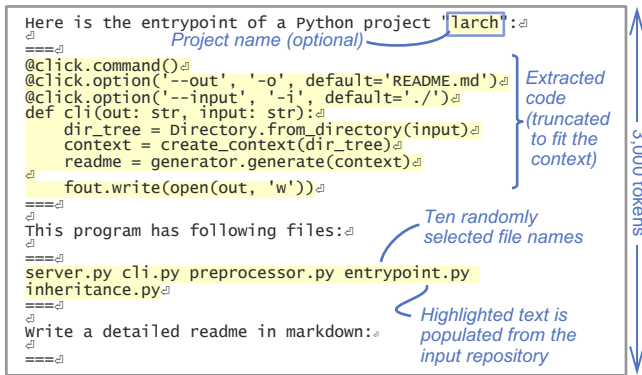 Here is the entrypoint of a Python project "larch":⏎
⏎
Project name (optional)
===⏎
@click.command()⏎
@click.option('--out', '-o', default='README.md')⏎
@click.option('--input', '-i', default='./')⏎
def cli(out: str, input: str):⏎
    dir_tree = Directory.from_directory(input)⏎
    context = create_context(dir_tree)⏎
    readme = generator.generate(context)⏎
⏎
    fout.write(open(out, 'w'))⏎
===⏎
Extracted
code
(truncated
to fit the
context)
3,000 tokens
⏎
This program has following files:⏎
⏎
Ten randomly
selected file names
===⏎
server.py cli.py preprocessor.py entrypoint.py
inheritance.py⏎
===⏎
⏎
Highlighted text is
populated from the
input repository
Write a detailed readme in markdown:⏎
⏎
===⏎